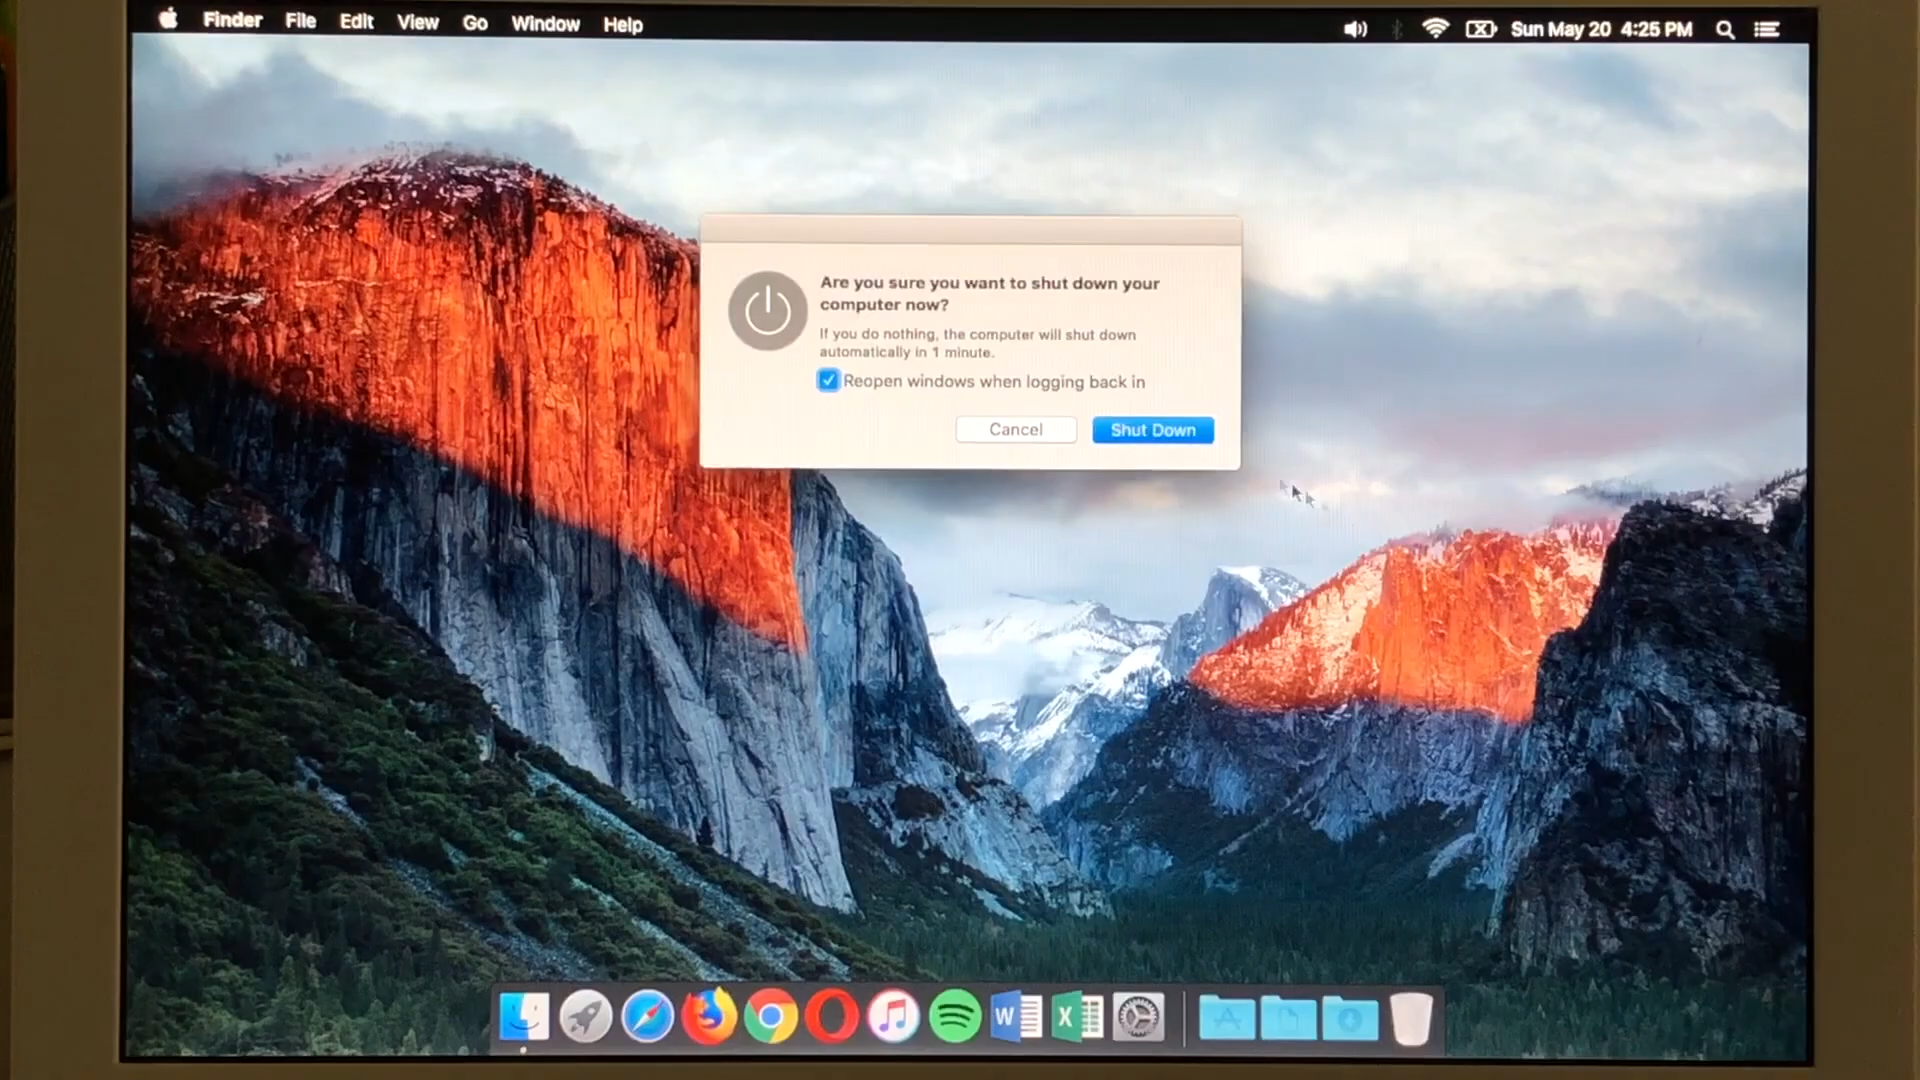 Finder File Edit View Go Window Help
Sun May 20 4:25 PM
Are you sure you want to shut down your
computer now?
If you do nothing, the computer will shut down
automatically in 1 minute.
Reopen windows when logging back in
Cancel
Shut Down
W
X